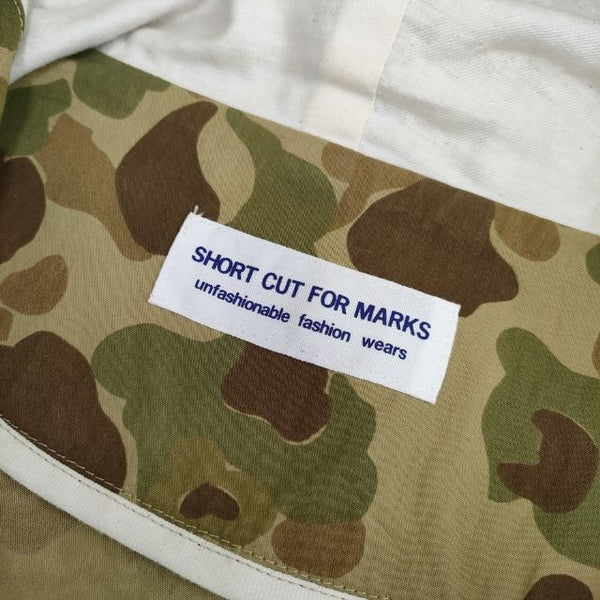 SHORT CUT FOR MARKS
unfashionable fashion wears